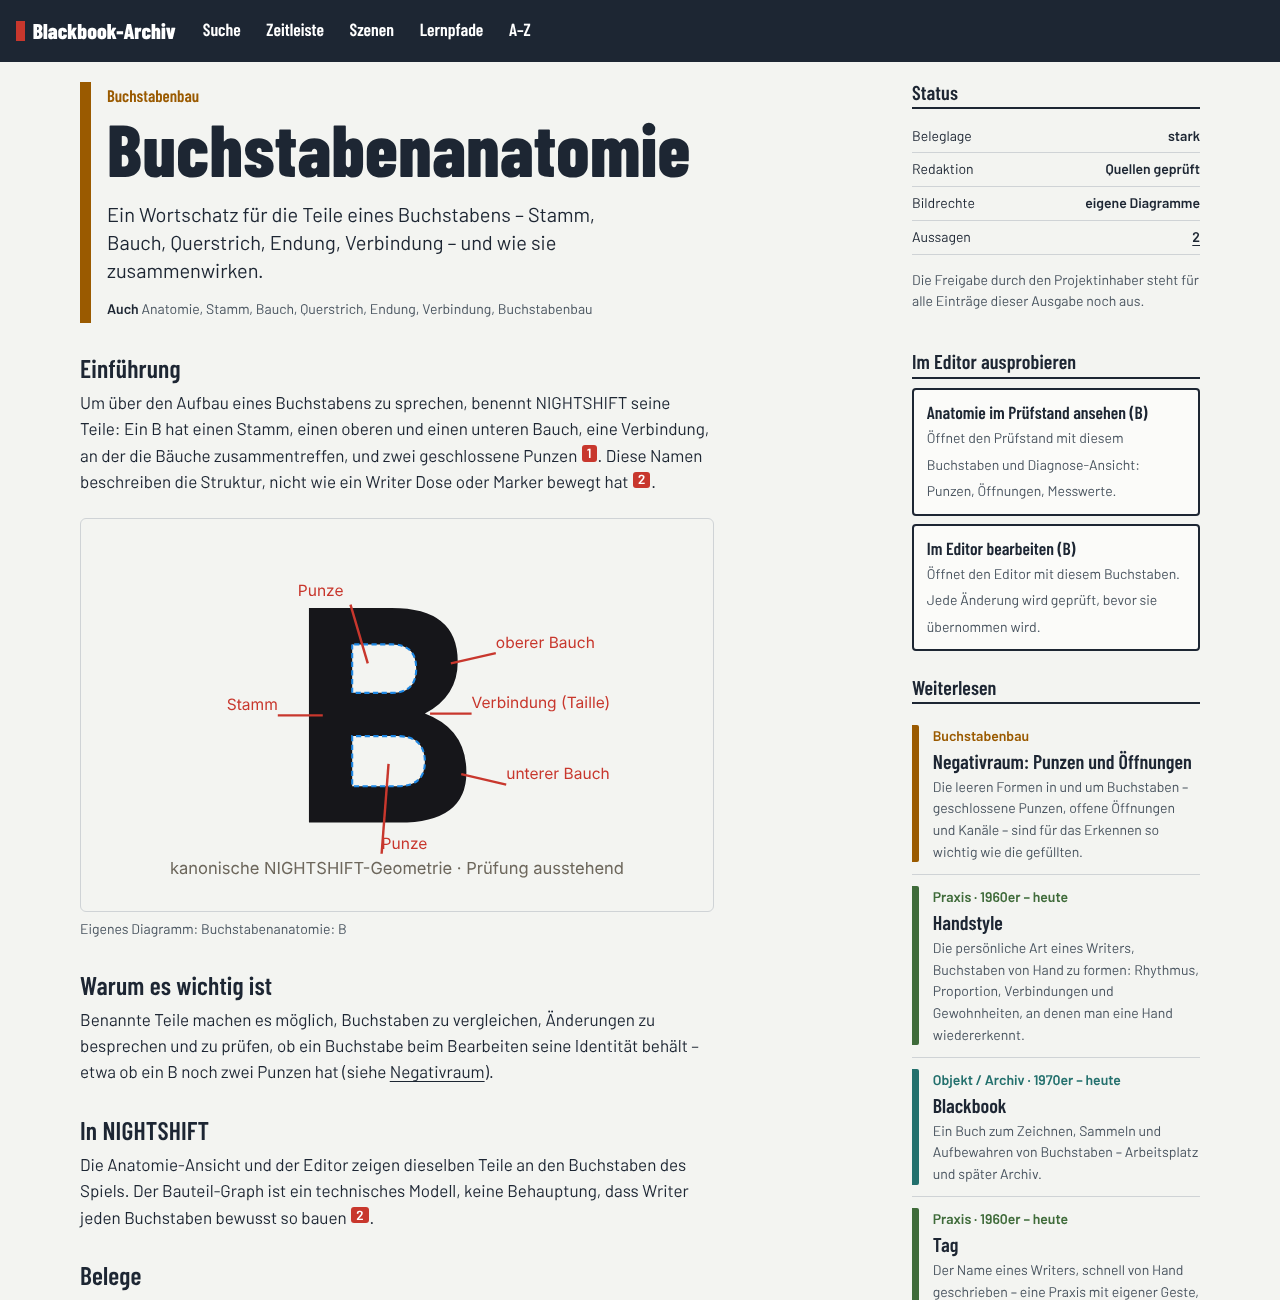 Blackbook-Archiv
Suche
Zeitleiste
Szenen
Lernpfade
A–Z
Buchstabenbau
Buchstabenanatomie
Ein Wortschatz für die Teile eines Buchstabens – Stamm,
Bauch, Querstrich, Endung, Verbindung – und wie sie
zusammenwirken.
Auch Anatomie, Stamm, Bauch, Querstrich, Endung, Verbindung, Buchstabenbau
Einführung
Um über den Aufbau eines Buchstabens zu sprechen, benennt NIGHTSHIFT seine
Teile: Ein B hat einen Stamm, einen oberen und einen unteren Bauch, eine Verbindung,
an der die Bäuche zusammentreffen, und zwei geschlossene Punzen 1. Diese Namen
beschreiben die Struktur, nicht wie ein Writer Dose oder Marker bewegt hat 2.
Punze
oberer Bauch
Stamm
Verbindung (Taille)
B
unterer Bauch
Punze
kanonische NIGHTSHIFT-Geometrie · Prüfung ausstehend
Eigenes Diagramm: Buchstabenanatomie: B
Warum es wichtig ist
Benannte Teile machen es möglich, Buchstaben zu vergleichen, Änderungen zu
besprechen und zu prüfen, ob ein Buchstabe beim Bearbeiten seine Identität behält –
etwa ob ein B noch zwei Punzen hat (siehe Negativraum).
In NIGHTSHIFT
Die Anatomie-Ansicht und der Editor zeigen dieselben Teile an den Buchstaben des
Spiels. Der Bauteil-Graph ist ein technisches Modell, keine Behauptung, dass Writer
jeden Buchstaben bewusst so bauen 2.
Belege
Status
Beleglage stark
Redaktion Quellen geprüft
Bildrechte eigene Diagramme
Aussagen 2
Die Freigabe durch den Projektinhaber steht für
alle Einträge dieser Ausgabe noch aus.
Im Editor ausprobieren
Anatomie im Prüfstand ansehen (B)
Öffnet den Prüfstand mit diesem
Buchstaben und Diagnose-Ansicht:
Punzen, Öffnungen, Messwerte.
Im Editor bearbeiten (B)
Öffnet den Editor mit diesem Buchstaben.
Jede Änderung wird geprüft, bevor sie
übernommen wird.
Weiterlesen
Buchstabenbau
Negativraum: Punzen und Öffnungen
Die leeren Formen in und um Buchstaben –
geschlossene Punzen, offene Öffnungen
und Kanäle – sind für das Erkennen so
wichtig wie die gefüllten.
Praxis · 1960er – heute
Handstyle
Die persönliche Art eines Writers,
Buchstaben von Hand zu formen: Rhythmus,
Proportion, Verbindungen und
Gewohnheiten, an denen man eine Hand
wiedererkennt.
Objekt / Archiv · 1970er – heute
Blackbook
Ein Buch zum Zeichnen, Sammeln und
Aufbewahren von Buchstaben – Arbeitsplatz
und später Archiv.
Praxis · 1960er – heute
Tag
Der Name eines Writers, schnell von Hand
geschrieben – eine Praxis mit eigener Geste,